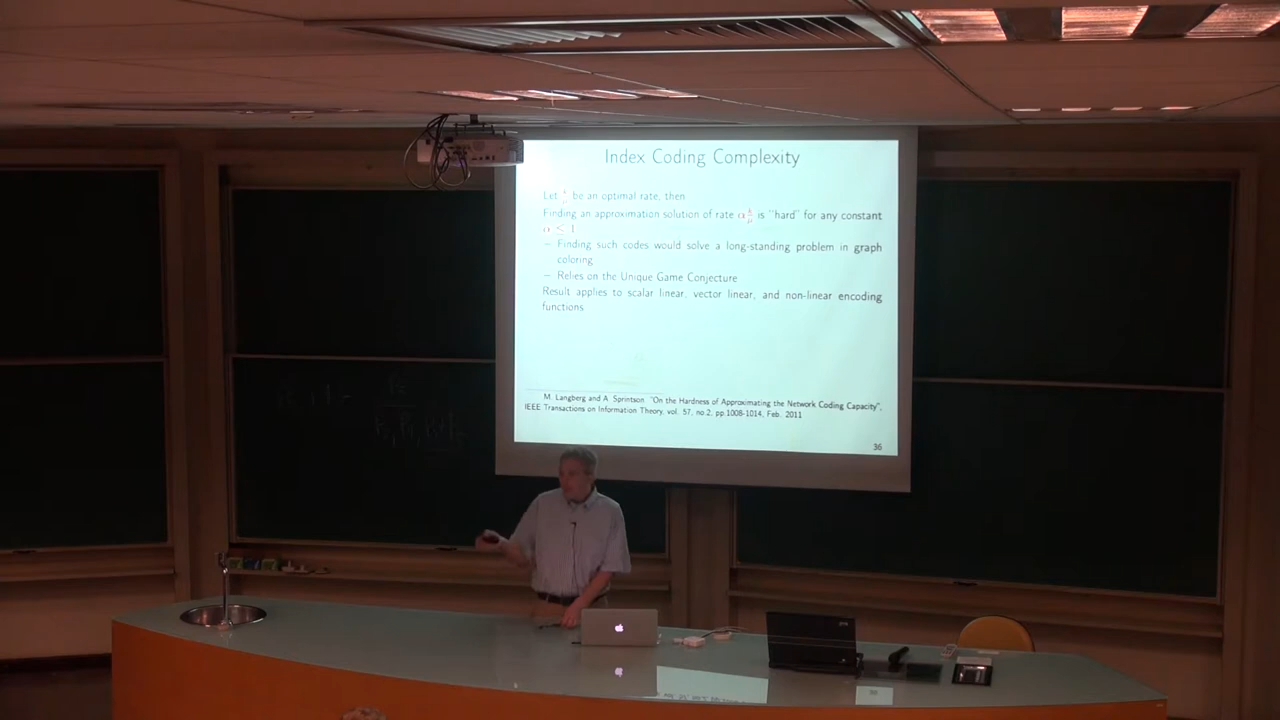 Index Coding Complexity
Let k/μ be an optimal rate, then
Finding an approximation solution of rate α k/μ is "hard" for any constant
α ≤ 1
– Finding such codes would solve a long-standing problem in graph
coloring
– Relies on the Unique Game Conjecture
Result applies to scalar linear, vector linear, and non-linear encoding
functions
M. Langberg and A. Sprintson. "On the Hardness of Approximating the Network Coding Capacity",
IEEE Transactions on Information Theory, vol. 57, no.2, pp.1008-1014, Feb. 2011
36